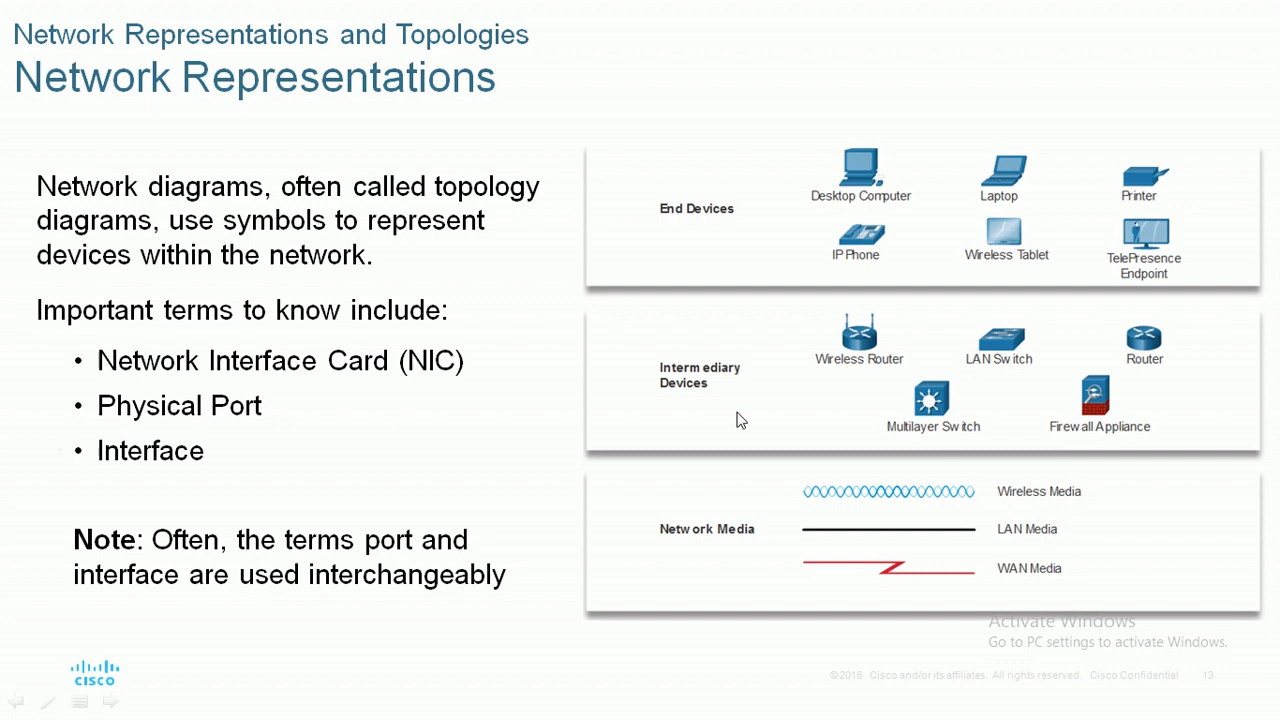 Network Representations and Topologies
Network Representations
Network diagrams, often called topology
diagrams, use symbols to represent
devices within the network.
Important terms to know include:
• Network Interface Card (NIC)
• Physical Port
• Interface
Note: Often, the terms port and
interface are used interchangeably
End Devices
Desktop Computer
Laptop
Printer
IP Phone
Wireless Tablet
TelePresence
Endpoint
Intermediary
Devices
Wireless Router
LAN Switch
Router
Multilayer Switch
Firewall Appliance
Network Media
Wireless Media
LAN Media
WAN Media
Activate Windows
Go to PC settings to activate Windows.
CISCO
© 2016 Cisco and/or its affiliates. All rights reserved. Cisco Confidential 13